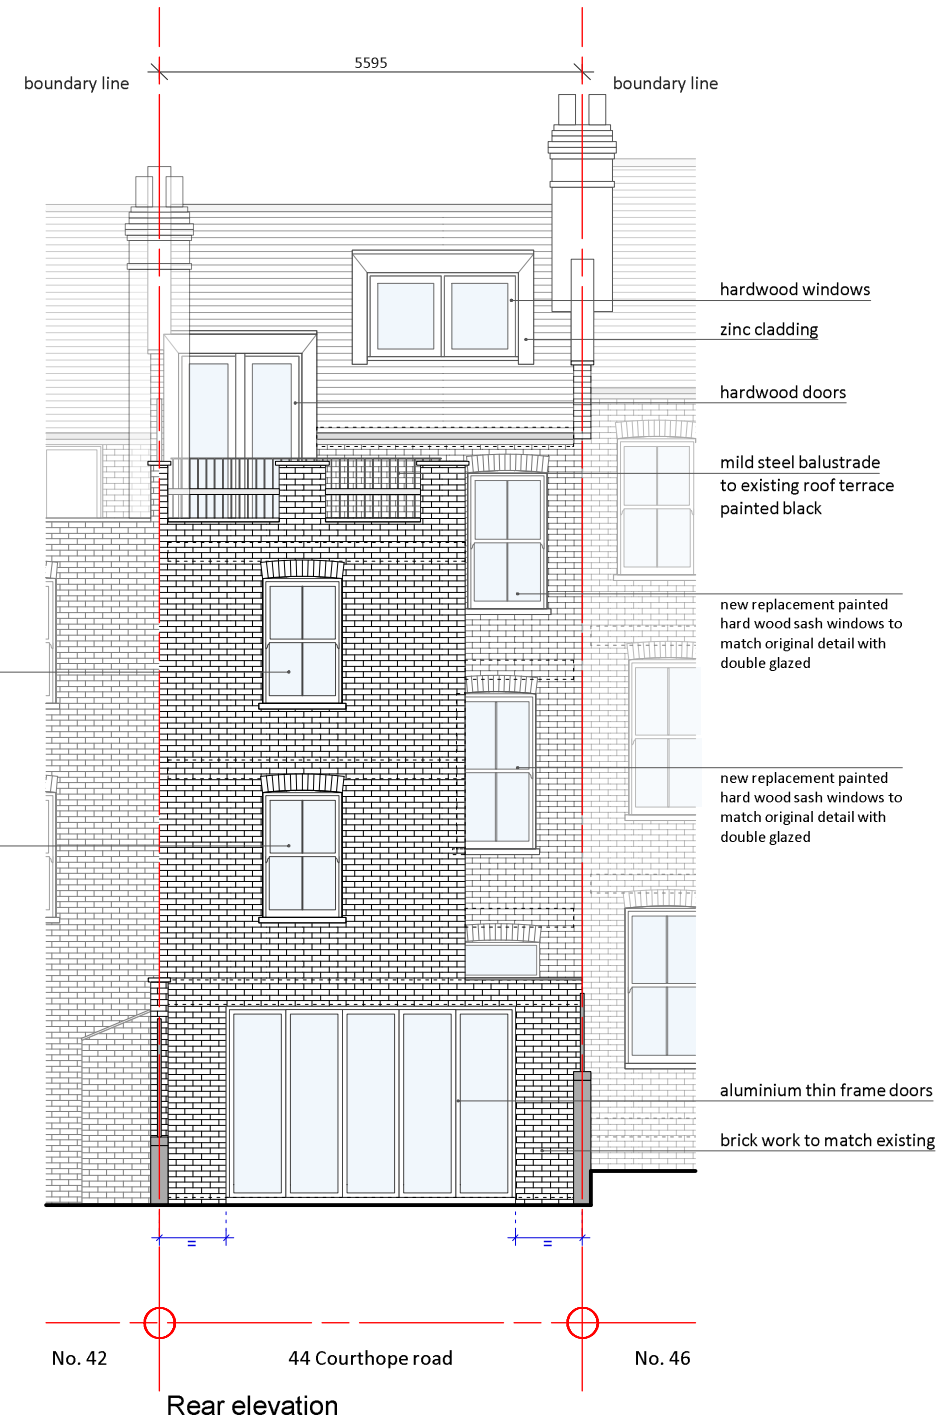 5595
boundary line
boundary line
hardwood windows
zinc cladding
hardwood doors
mild steel balustrade
to existing roof terrace
painted black
new replacement painted
hard wood sash windows to
match original detail with
double glazed
new replacement painted
hard wood sash windows to
match original detail with
double glazed
aluminium thin frame doors
brick work to match existing
=
=
No. 42
44 Courthope road
No. 46
Rear elevation